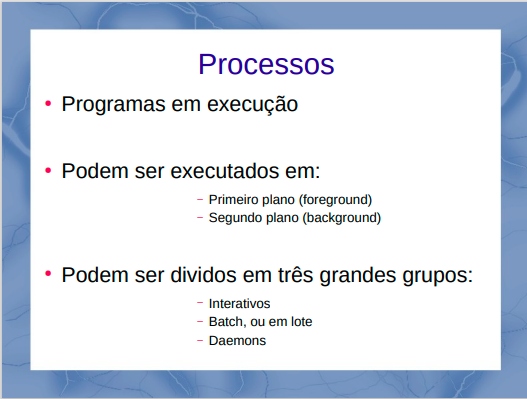 Processos
• Programas em execução
• Podem ser executados em:
– Primeiro plano (foreground)
– Segundo plano (background)
• Podem ser dividos em três grandes grupos:
– Interativos
– Batch, ou em lote
– Daemons